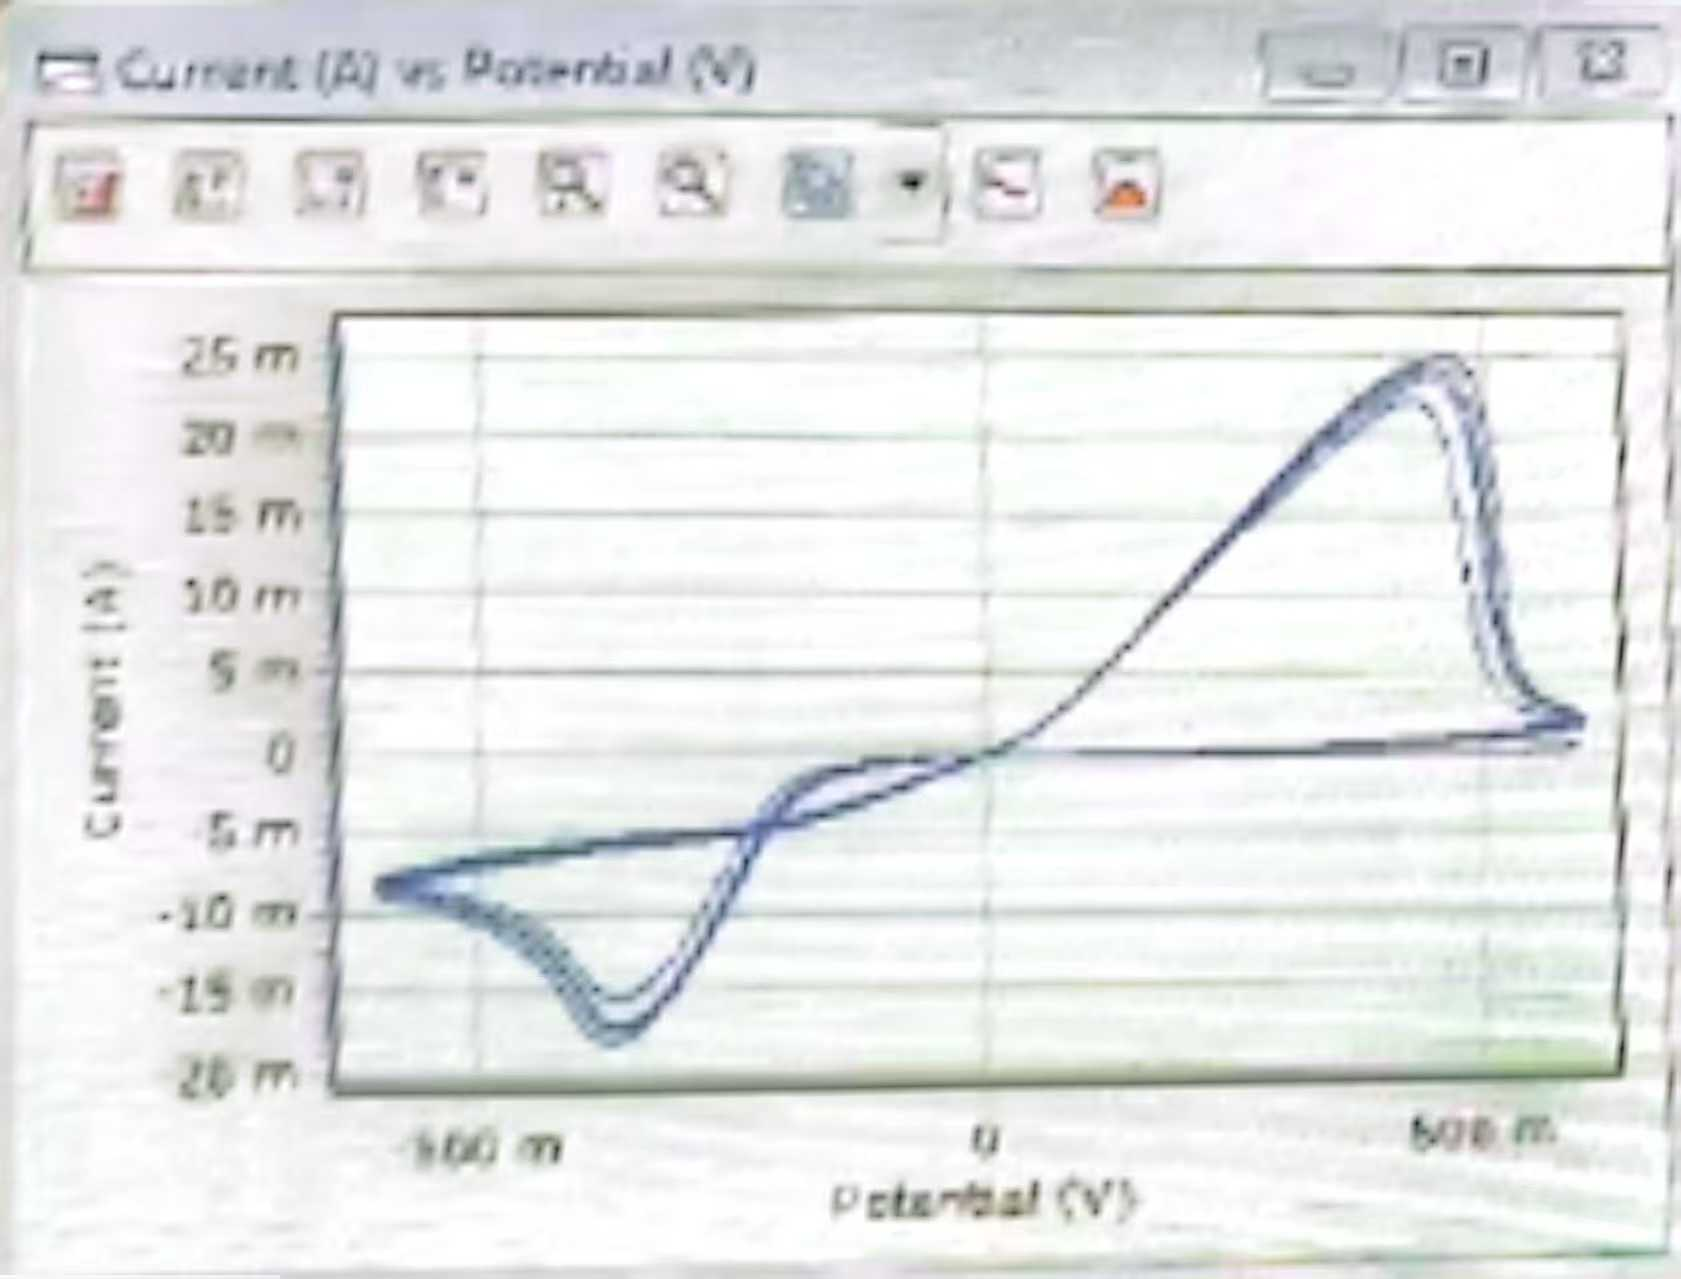 Current (A) vs Potential (V)
25 m
20 m
15 m
10 m
5 m
0
-5 m
-10 m
-15 m
-20 m
Current (A)
-500 m
0
500 m
Potential (V)